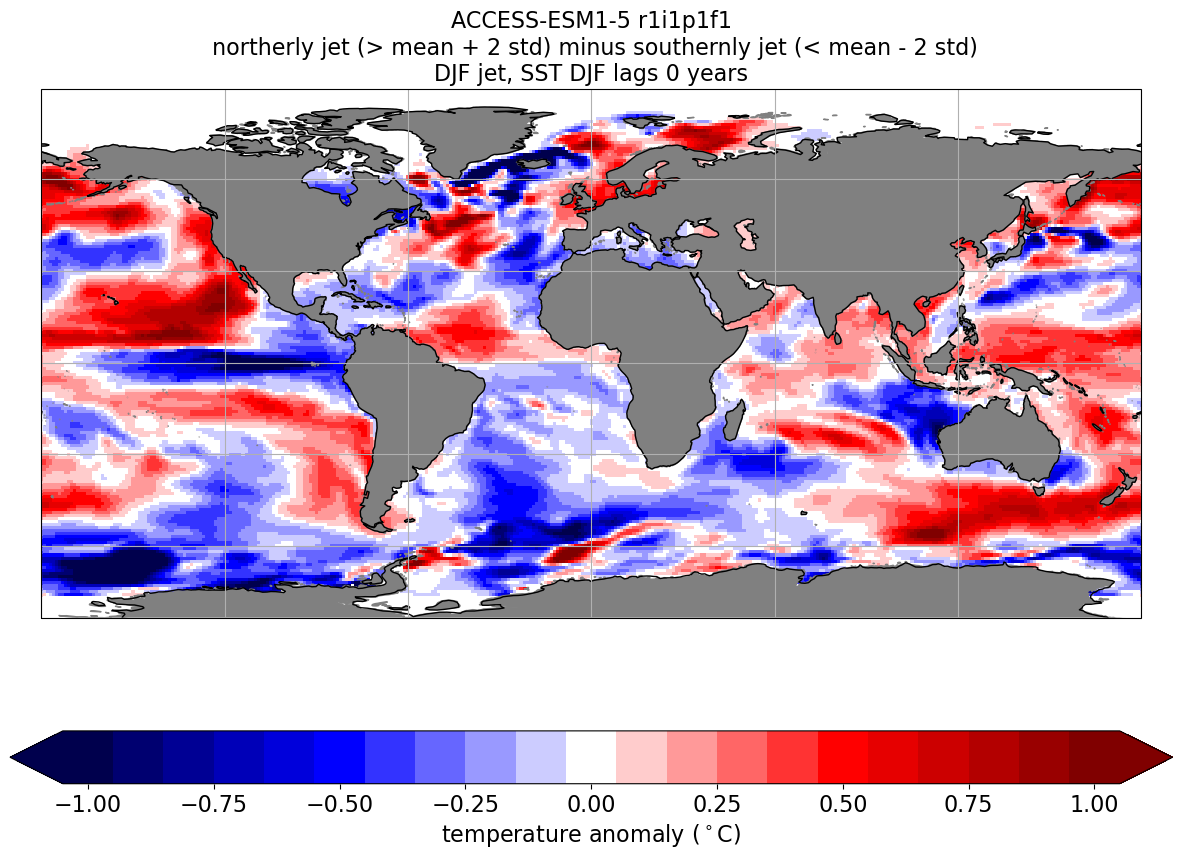 ACCESS-ESM1-5 r1i1p1f1
northerly jet (> mean + 2 std) minus southernly jet (< mean - 2 std)
DJF jet, SST DJF lags 0 years
−1.00 −0.75 −0.50 −0.25 0.00 0.25 0.50 0.75 1.00
temperature anomaly (°C)